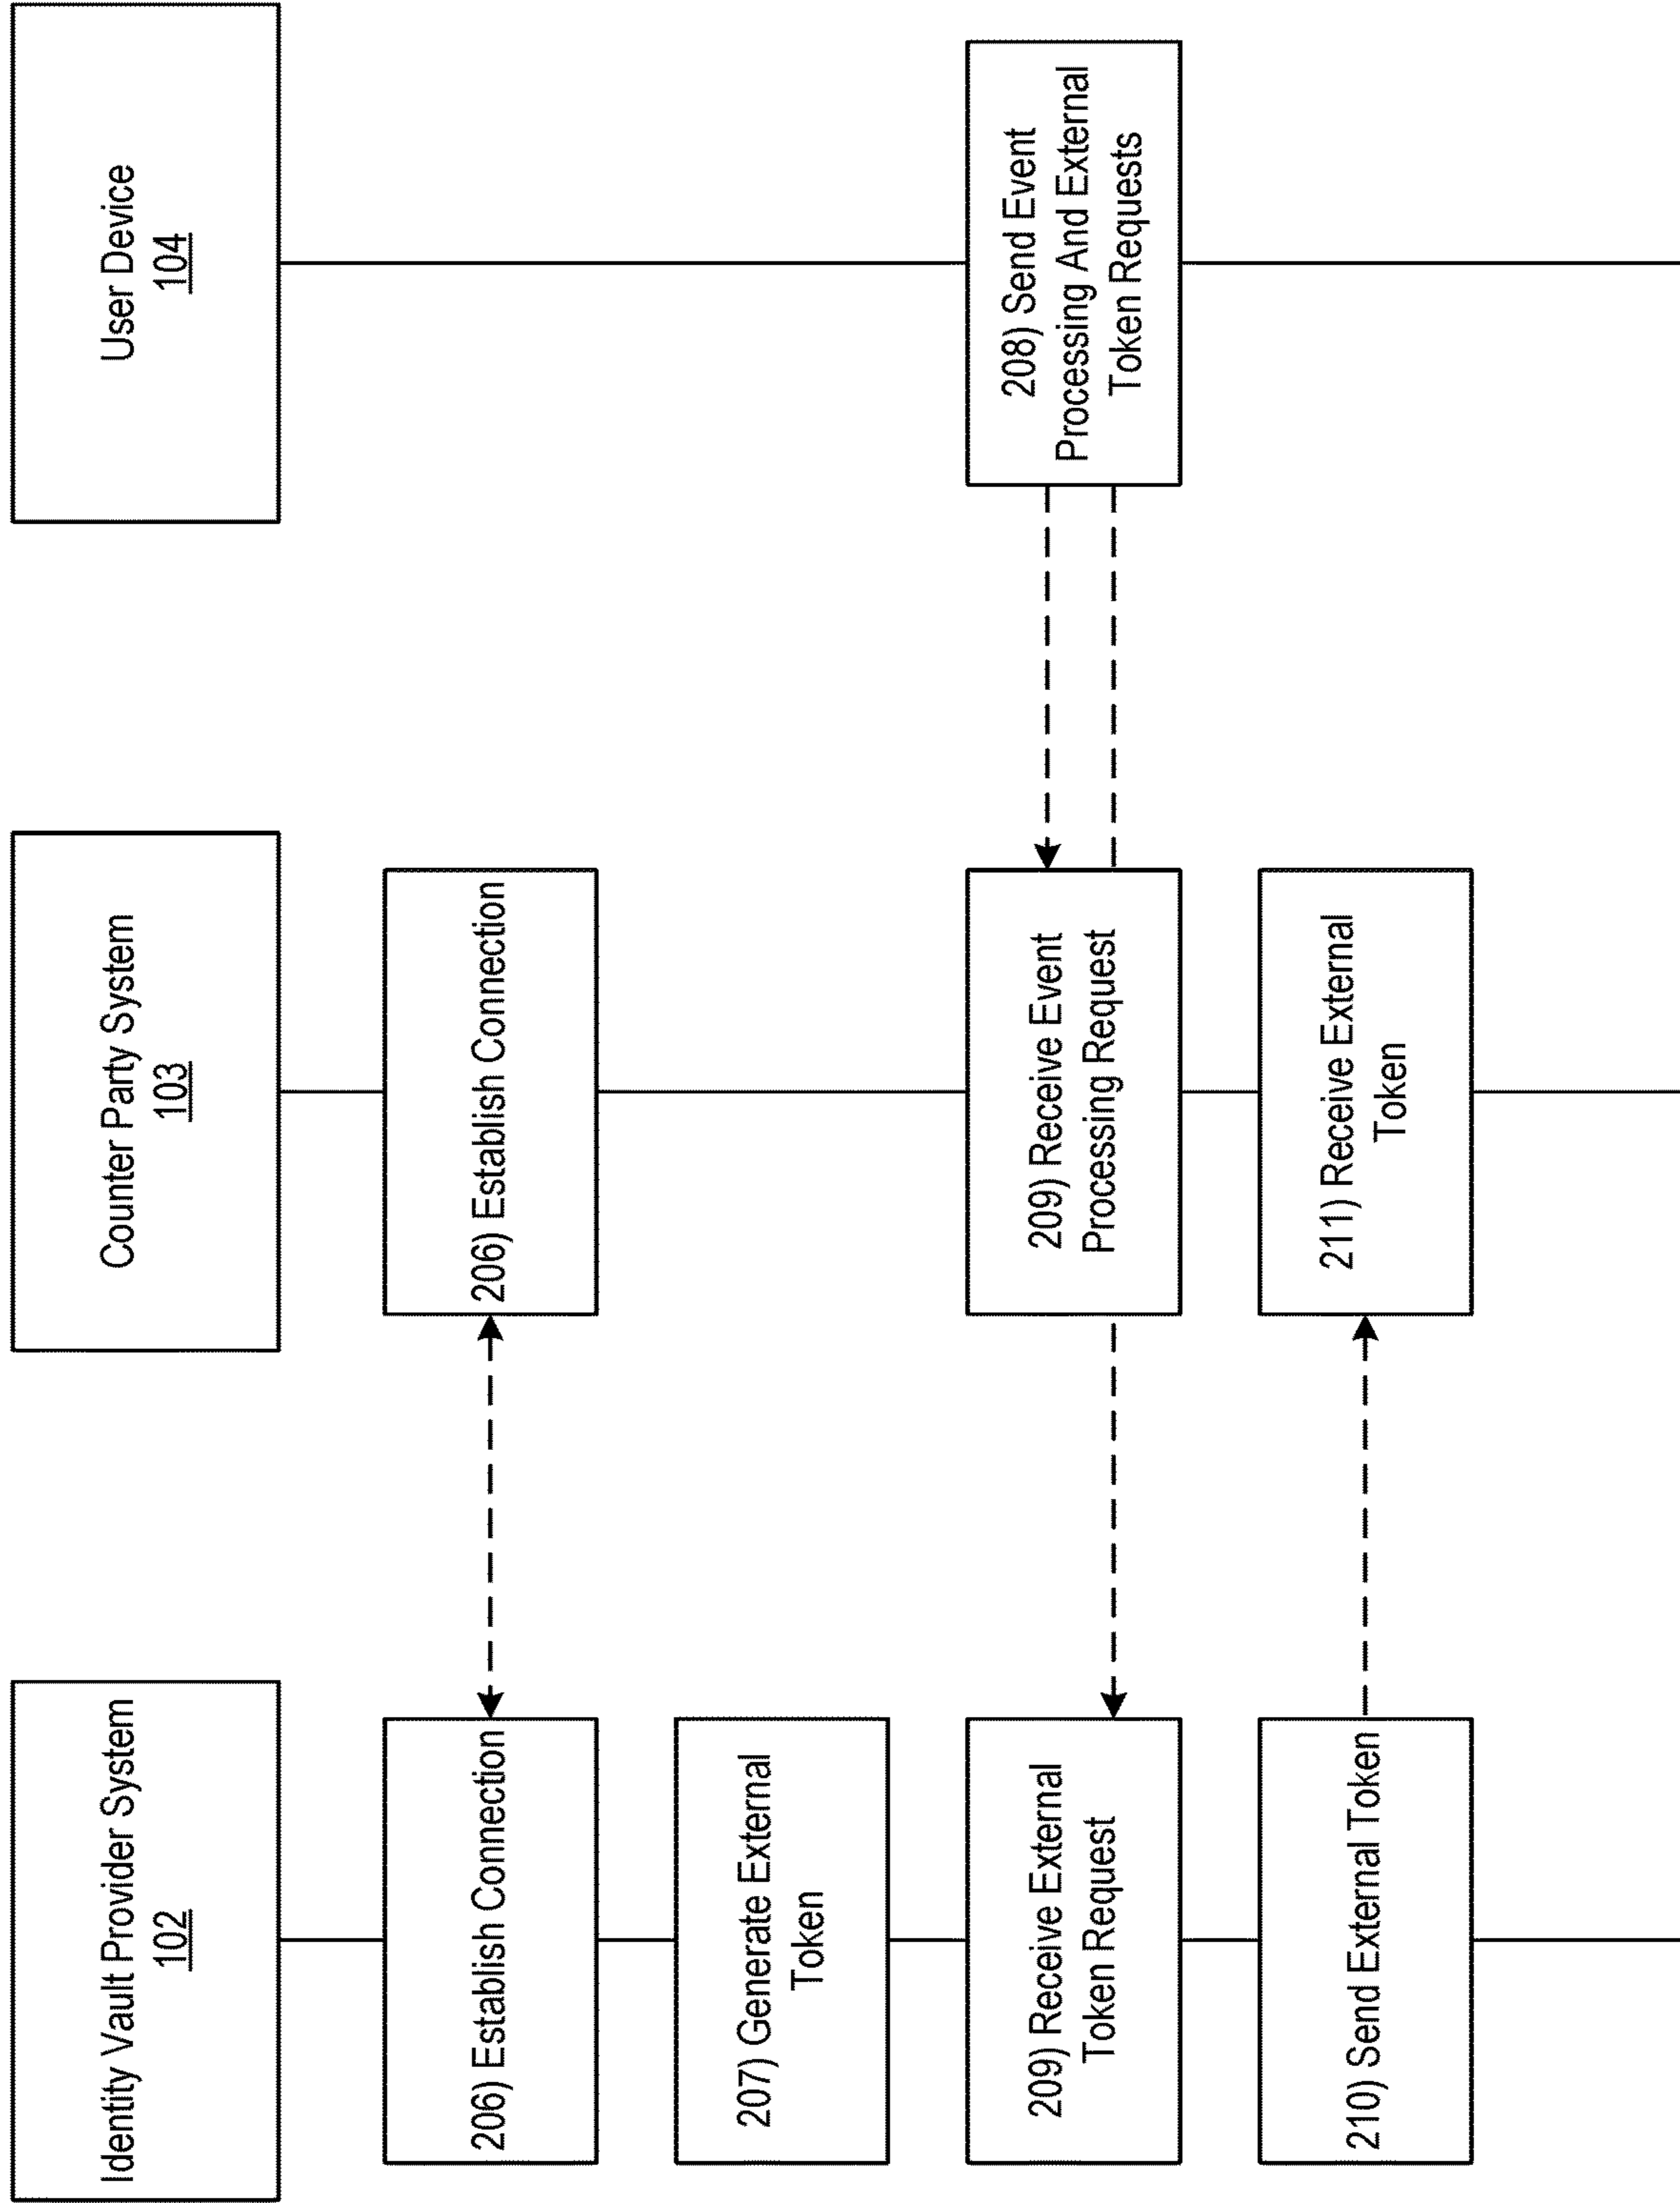 Identity Vault Provider System
102
Counter Party System
103
User Device
104
206) Establish Connection
206) Establish Connection
207) Generate External
Token
209) Receive External
Token Request
209) Receive Event
Processing Request
208) Send Event
Processing And External
Token Requests
210) Send External Token
211) Receive External
Token